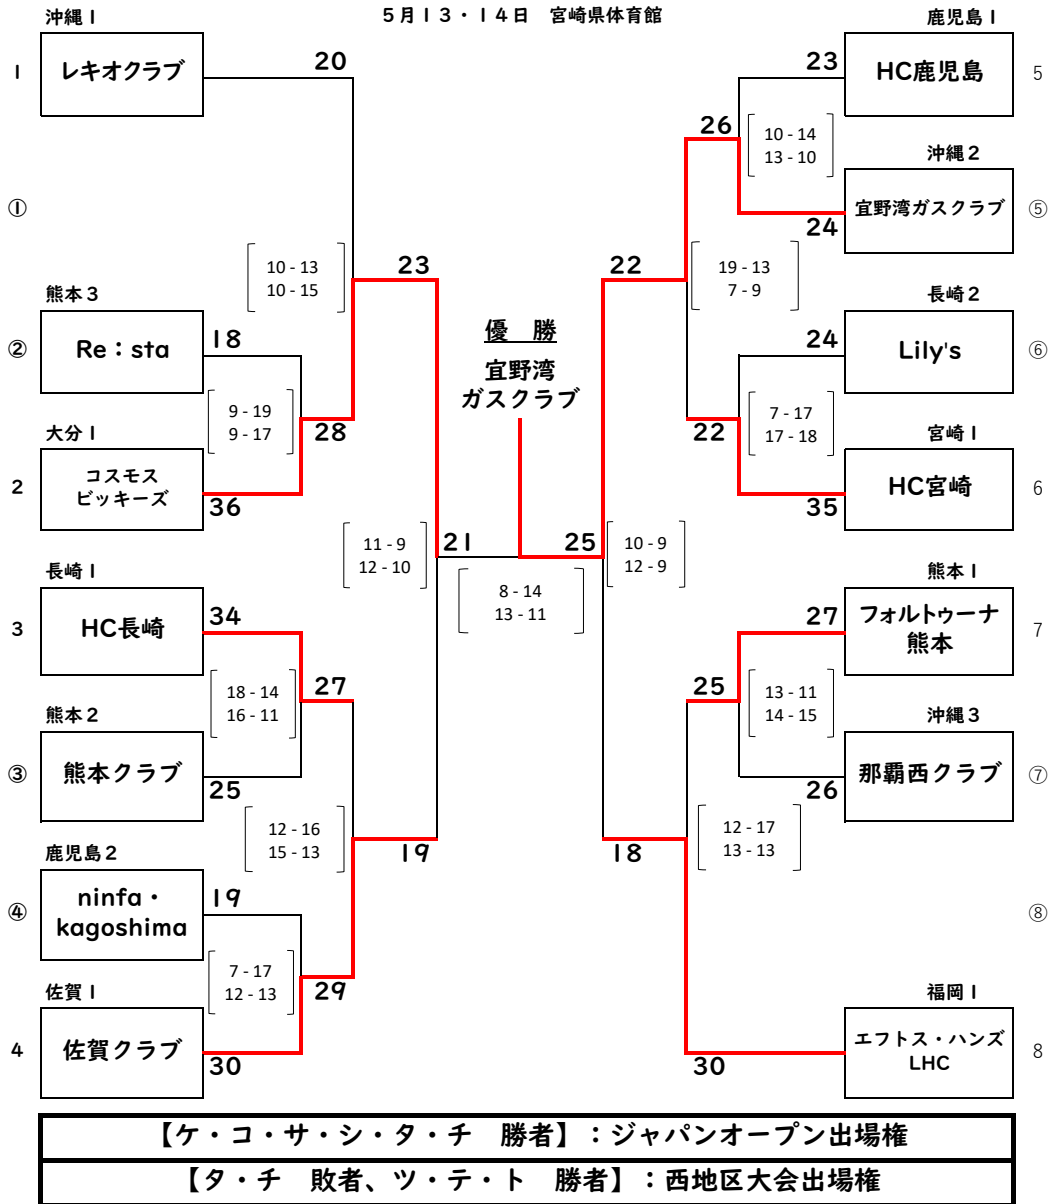 5月13・14日　宮崎県体育館
沖縄1
1
レキオクラブ
20
①
10 - 13
10 - 15
23
熊本3
②
Re：sta
18
9 - 19
9 - 17
28
大分1
2
コスモス
ビッキーズ
36
11 - 9
12 - 10
21
長崎1
3
HC長崎
34
18 - 14
16 - 11
27
熊本2
③
熊本クラブ
25
12 - 16
15 - 13
19
鹿児島2
④
ninfa・
kagoshima
19
7 - 17
12 - 13
29
佐賀1
4
佐賀クラブ
30
優　勝
宜野湾
ガスクラブ
8 - 14
13 - 11
鹿児島1
23
HC鹿児島
5
26
10 - 14
13 - 10
沖縄2
宜野湾ガスクラブ
⑤
24
22
19 - 13
7 - 9
長崎2
24
Lily's
⑥
22
7 - 17
17 - 18
宮崎1
HC宮崎
6
35
25
10 - 9
12 - 9
熊本1
27
フォルトゥーナ
熊本
7
25
13 - 11
14 - 15
沖縄3
那覇西クラブ
⑦
26
18
12 - 17
13 - 13
⑧
福岡1
エフトス・ハンズ
LHC
8
30
【ケ・コ・サ・シ・タ・チ　勝者】：ジャパンオープン出場権
【タ・チ　敗者、ツ・テ・ト　勝者】：西地区大会出場権